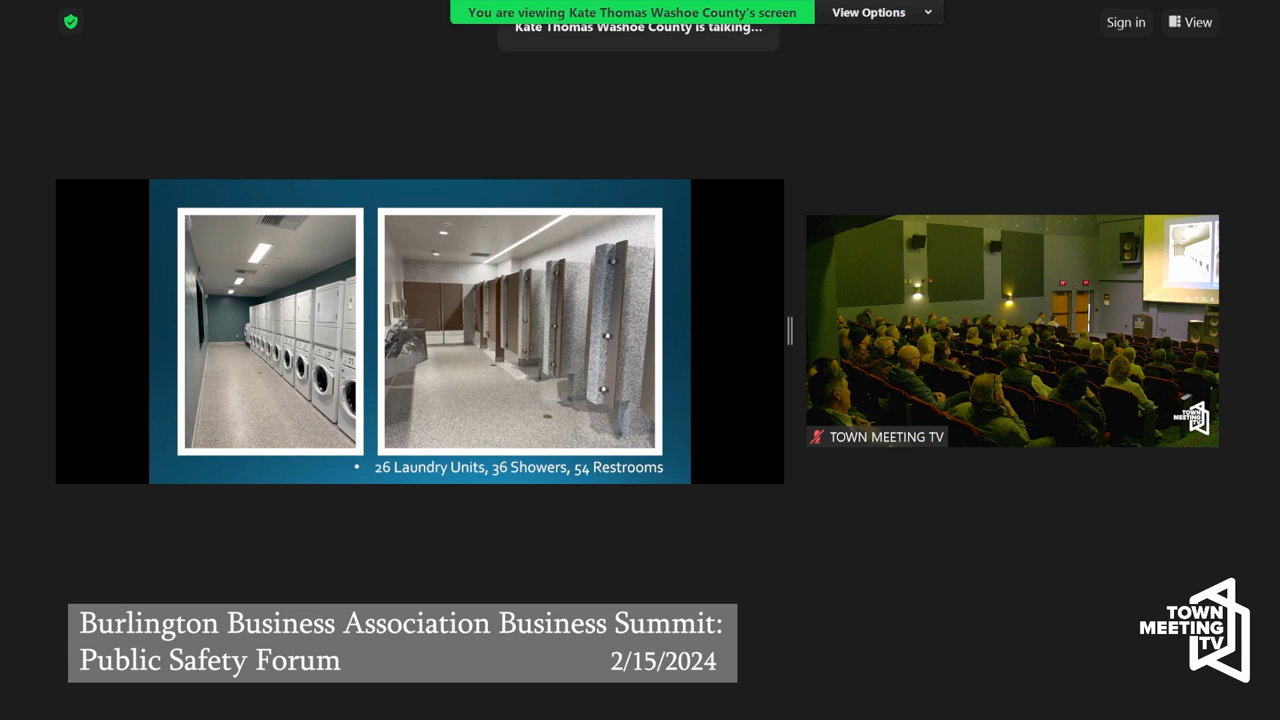 You are viewing Kate Thomas Washoe County's screen
View Options
Kate Thomas Washoe County is talking...
Sign in
View
• 26 Laundry Units, 36 Showers, 54 Restrooms
TOWN MEETING TV
TOWN
MEETING
TV
Burlington Business Association Business Summit:
Public Safety Forum 2/15/2024
TOWN
MEETING
TV